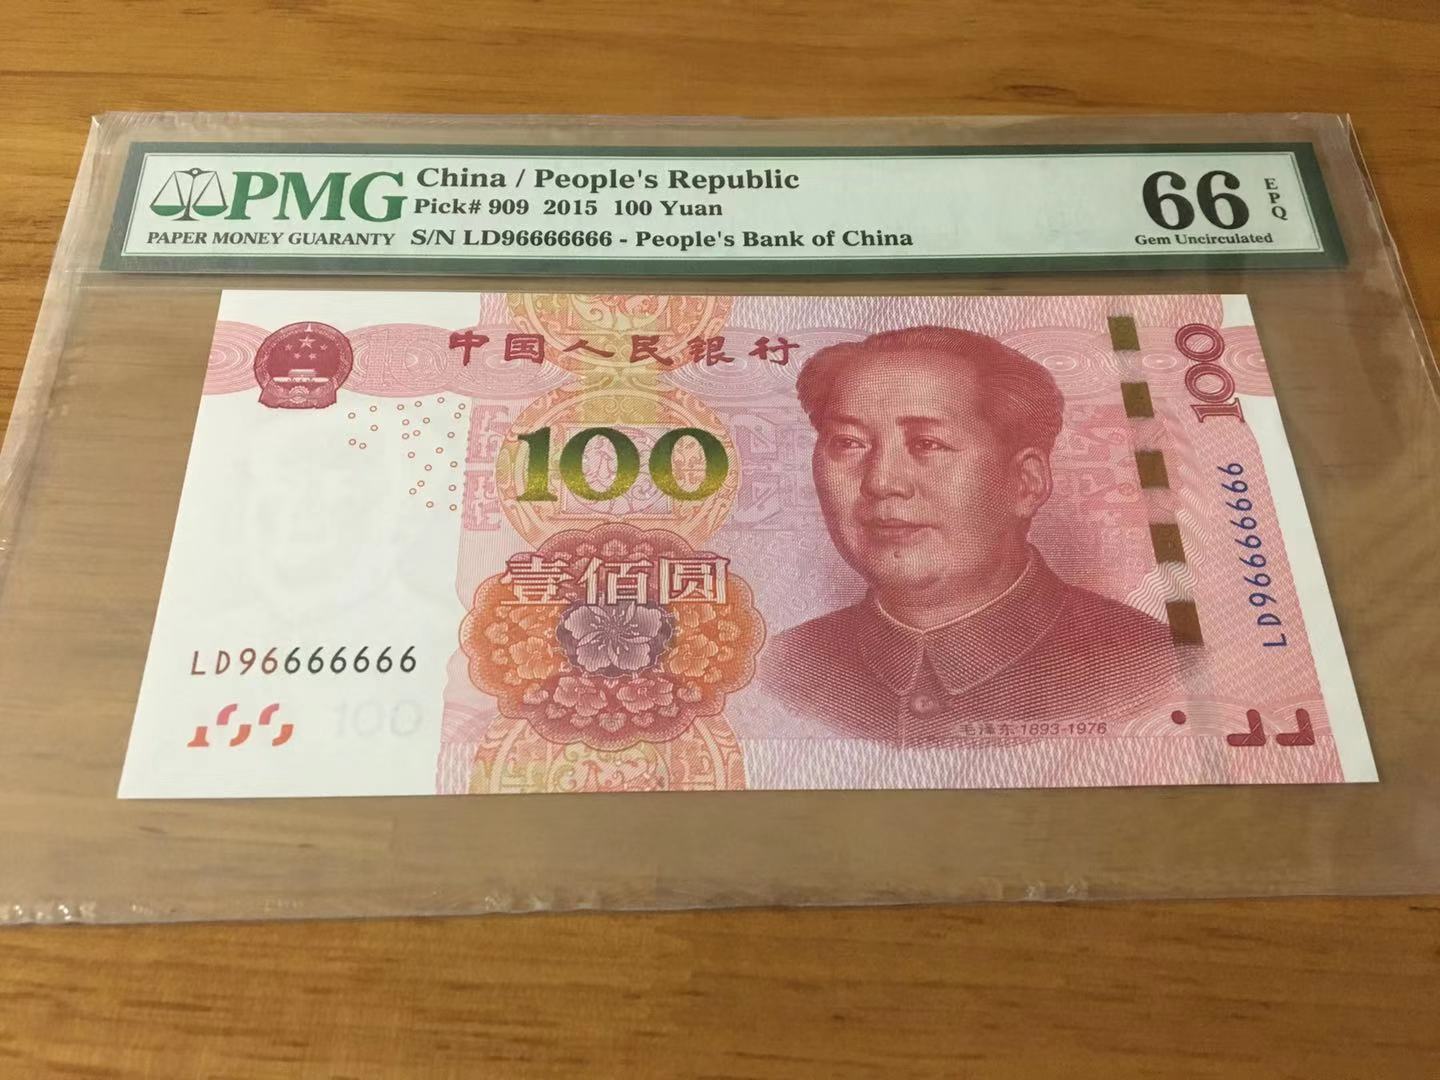 PMG
PAPER MONEY GUARANTY
China / People's Republic
Pick# 909 2015 100 Yuan
S/N LD96666666 - People's Bank of China
66
EPQ
Gem Uncirculated
中国人民银行
100
100
壹佰圆
LD96666666
LD96666666
100
毛泽东 1893-1976